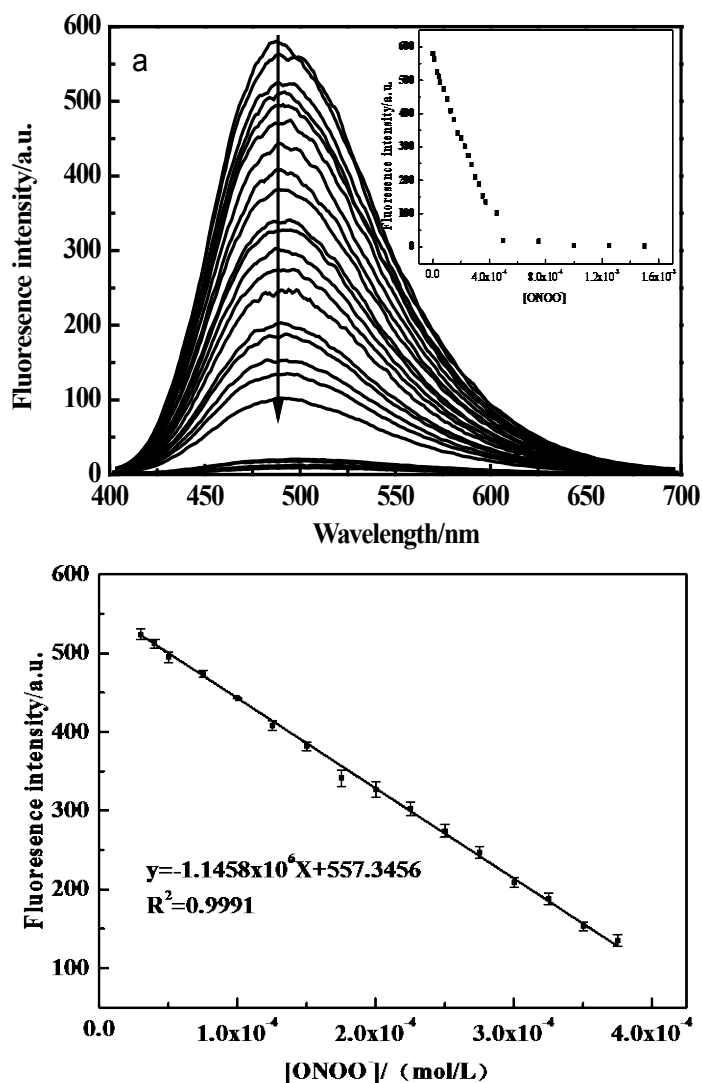 a
Fluoresence intensity/a.u.
600
500
400
300
200
100
0
400
450
500
550
600
650
700
Wavelength/nm
Fluoresence intensity/a.u.
600
500
400
300
200
100
0
0.0
4.0x10⁻⁴
8.0x10⁻⁴
1.2x10⁻³
1.6x10⁻³
[ONOO⁻]
Fluoresence intensity/a.u.
600
500
400
300
200
100
y=-1.1458x10⁶X+557.3456
R²=0.9991
0.0
1.0x10⁻⁴
2.0x10⁻⁴
3.0x10⁻⁴
4.0x10⁻⁴
[ONOO⁻]/（mol/L）